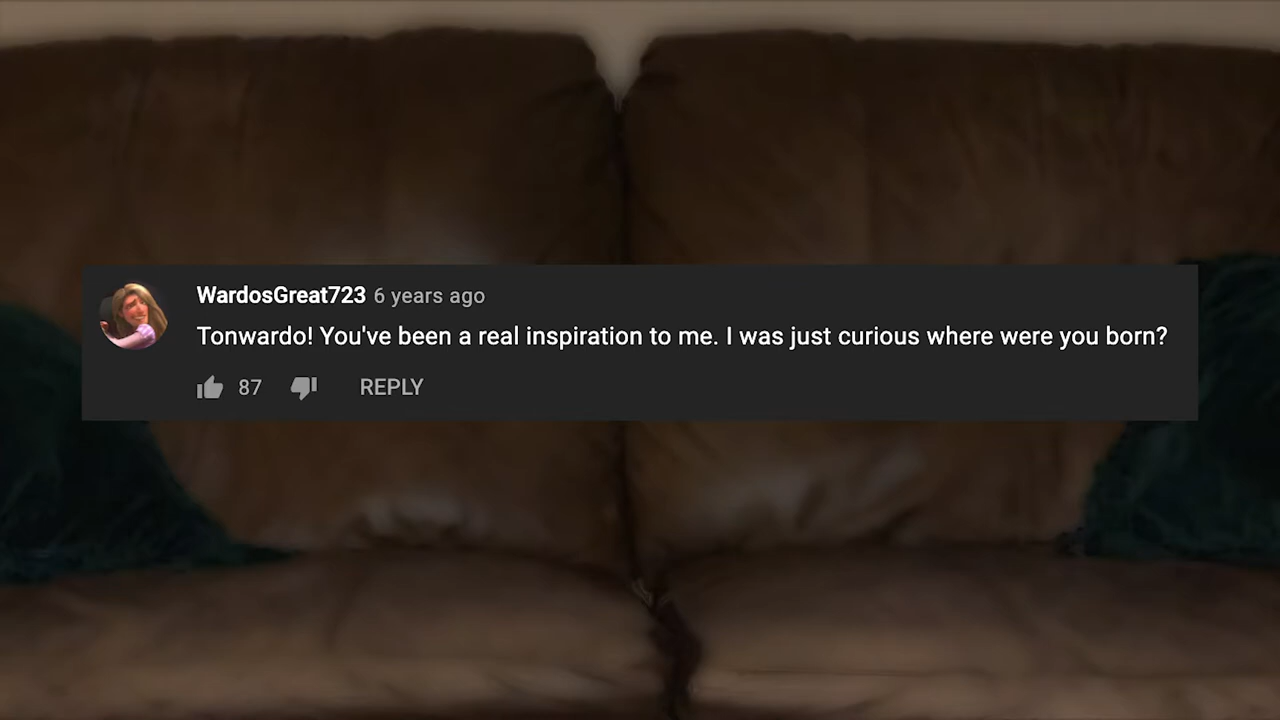 WardosGreat723 6 years ago
Tonwardo! You've been a real inspiration to me. I was just curious where were you born?
87 REPLY